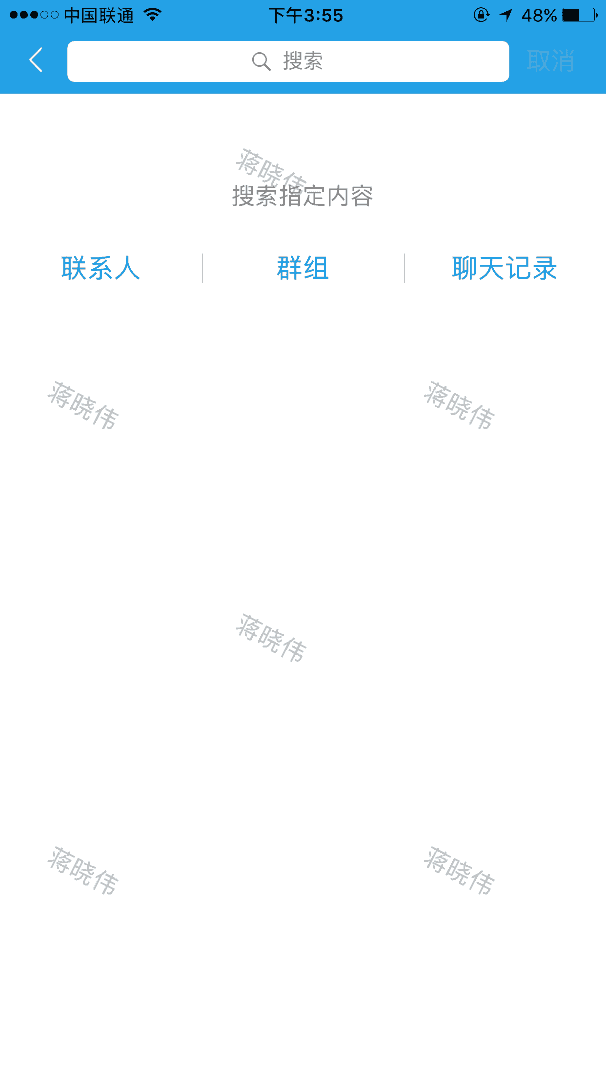 中国联通 下午3:55 48%
搜索 取消
蒋晓伟
搜索指定内容
联系人 群组 聊天记录
蒋晓伟 蒋晓伟
蒋晓伟
蒋晓伟 蒋晓伟